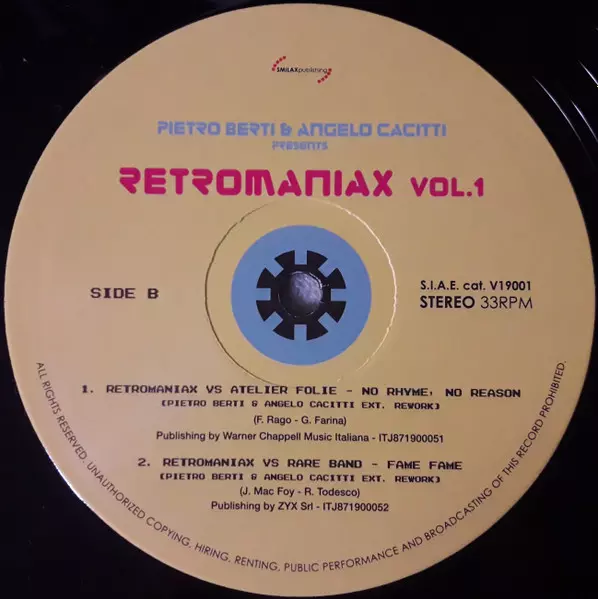 SMILAXpublishing
PIETRO BERTI & ANGELO CACITTI
PRESENTS
RETROMANIAX VOL.1
SIDE B
S.I.A.E. cat. V19001
STEREO 33RPM
1. RETROMANIAX VS ATELIER FOLIE - NO RHYME, NO REASON
(PIETRO BERTI & ANGELO CACITTI EXT. REWORK)
(F. Rago - G. Farina)
Publishing by Warner Chappell Music Italiana - ITJ871900051
2. RETROMANIAX VS RARE BAND - FAME FAME
(PIETRO BERTI & ANGELO CACITTI EXT. REWORK)
(J. Mac Foy - R. Todesco)
Publishing by ZYX Srl - ITJ871900052
ALL RIGHTS RESERVED. UNAUTHORIZED COPYING, HIRING, RENTING, PUBLIC PERFORMANCE AND BROADCASTING OF THIS RECORD PROHIBITED.